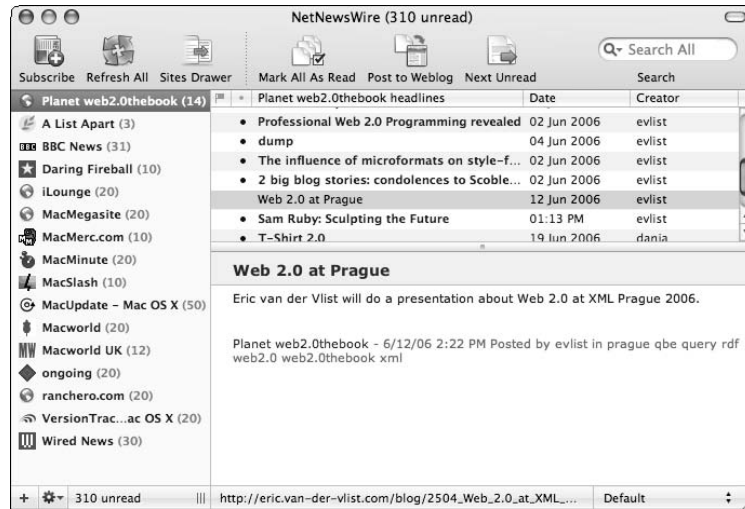 NetNewsWire (310 unread)
Search All
Subscribe Refresh All Sites Drawer Mark All As Read Post to Weblog Next Unread Search
Planet web2.0thebook (14)
A List Apart (3)
BBC News (31)
Daring Fireball (10)
iLounge (20)
MacMegasite (20)
MacMerc.com (10)
MacMinute (20)
MacSlash (10)
MacUpdate - Mac OS X (50)
Macworld (20)
Macworld UK (12)
ongoing (20)
ranchero.com (20)
VersionTrac...ac OS X (20)
Wired News (30)
Planet web2.0thebook headlines Date Creator
Professional Web 2.0 Programming revealed 02 Jun 2006 evlist
dump 04 Jun 2006 evlist
The influence of microformats on style-f... 02 Jun 2006 evlist
2 big blog stories: condolences to Scoble... 02 Jun 2006 evlist
Web 2.0 at Prague 12 Jun 2006 evlist
Sam Ruby: Sculpting the Future 01:13 PM evlist
T-Shirt 2.0 19 Jun 2006 dania
Web 2.0 at Prague
Eric van der Vlist will do a presentation about Web 2.0 at XML Prague 2006.
Planet web2.0thebook - 6/12/06 2:22 PM Posted by evlist in prague qbe query rdf
web2.0 web2.0thebook xml
310 unread http://eric.van-der-vlist.com/blog/2504_Web_2.0_at_XML_... Default